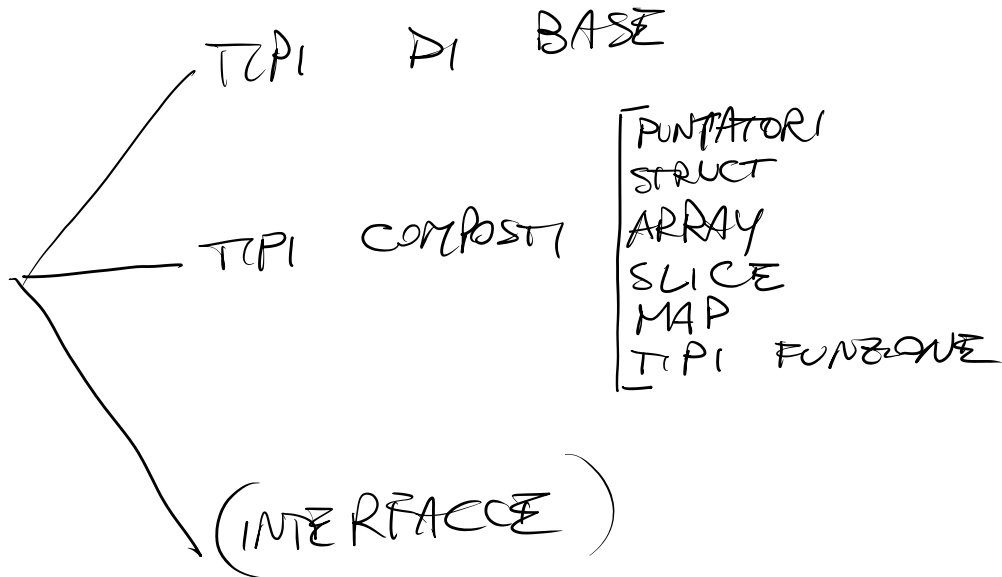 TIPI DI BASE
TIPI COMPOSTI
PUNTATORI
STRUCT
ARRAY
SLICE
MAP
TIPI FUNZIONE
(INTERFACCE)